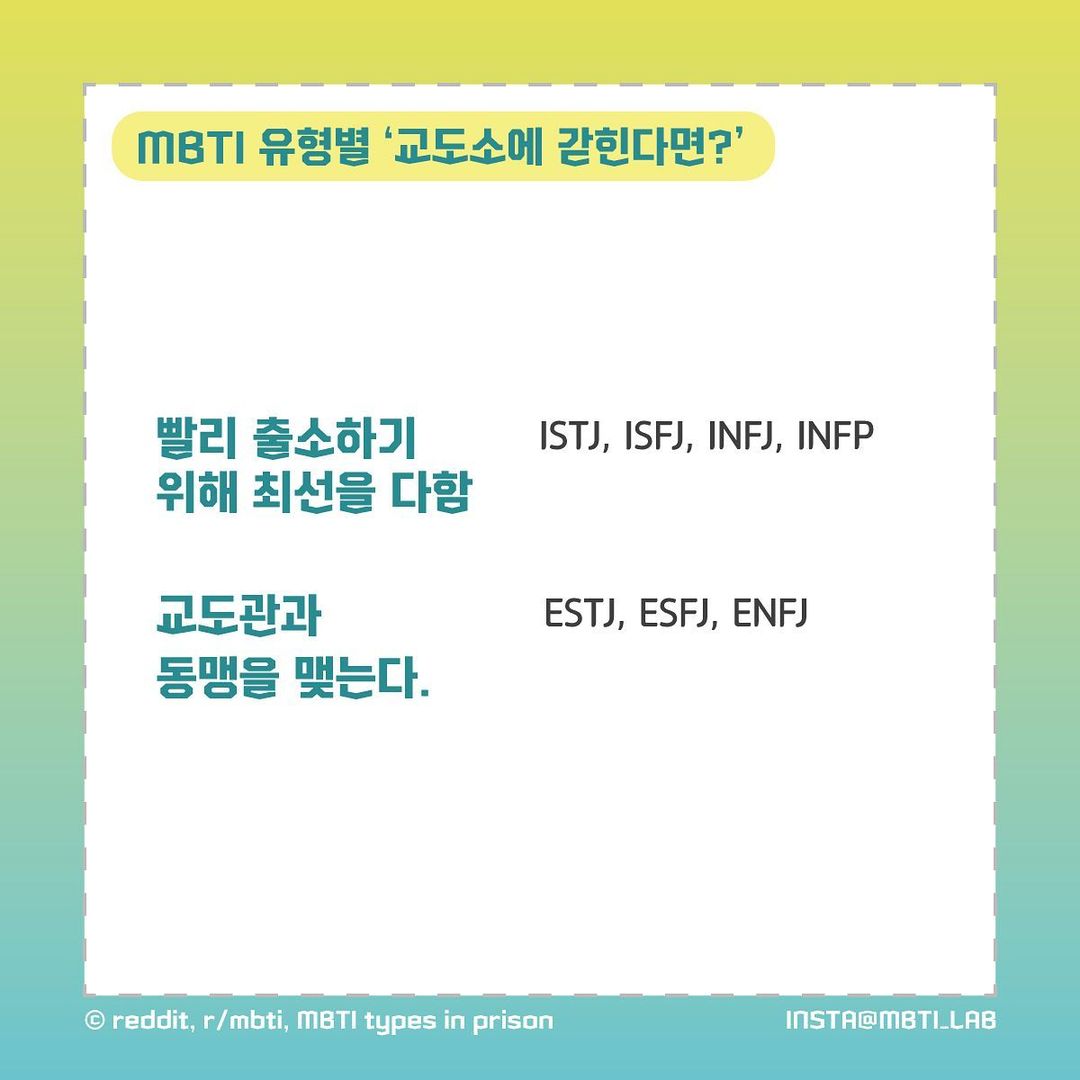 MBTI 유형별 ‘교도소에 갇힌다면?’
빨리 출소하기
위해 최선을 다함
ISTJ, ISFJ, INFJ, INFP
교도관과
동맹을 맺는다.
ESTJ, ESFJ, ENFJ
© reddit, r/mbti, MBTI types in prison
INSTA@MBTI_LAB